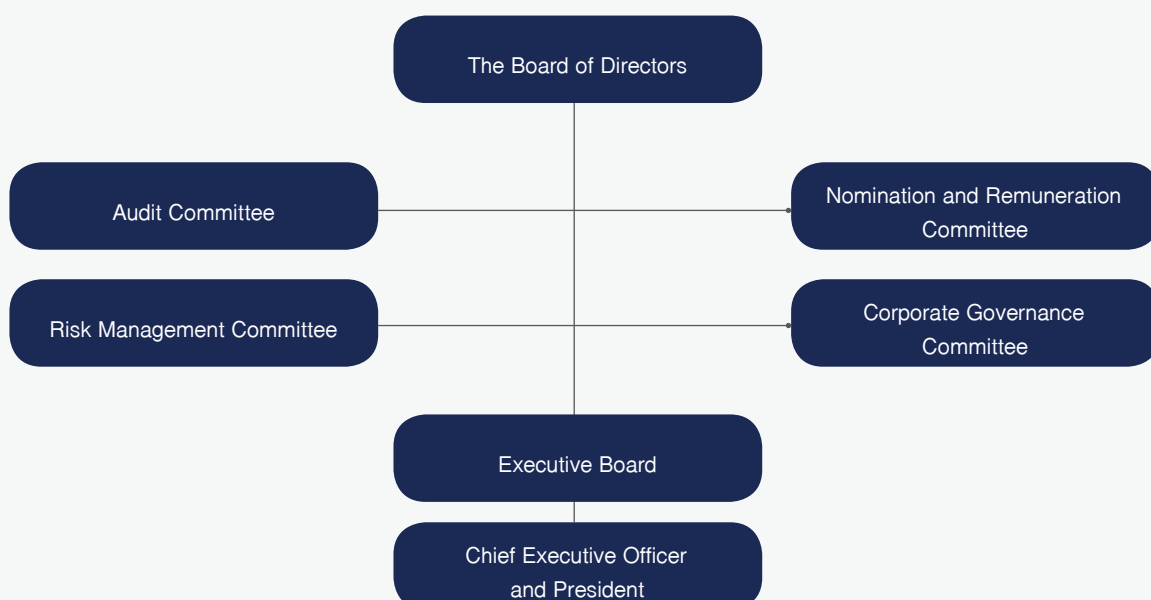 The Board of Directors
Audit Committee
Nomination and Remuneration
Committee
Risk Management Committee
Corporate Governance
Committee
Executive Board
Chief Executive Officer
and President